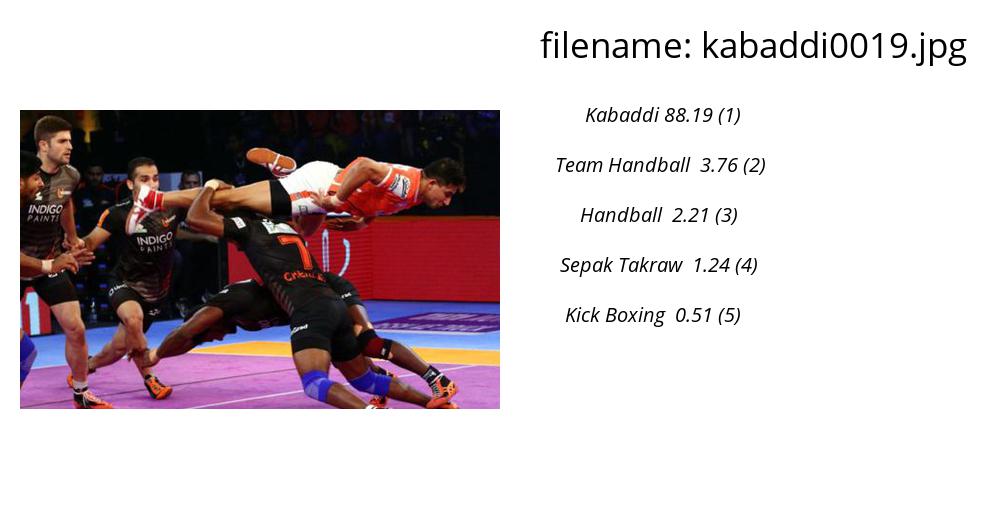 filename: kabaddi0019.jpg
Kabaddi 88.19 (1)
Team Handball 3.76 (2)
Handball 2.21 (3)
Sepak Takraw 1.24 (4)
Kick Boxing 0.51 (5)
INDIGO
PAINTS
INDIGO
PAINTS
7